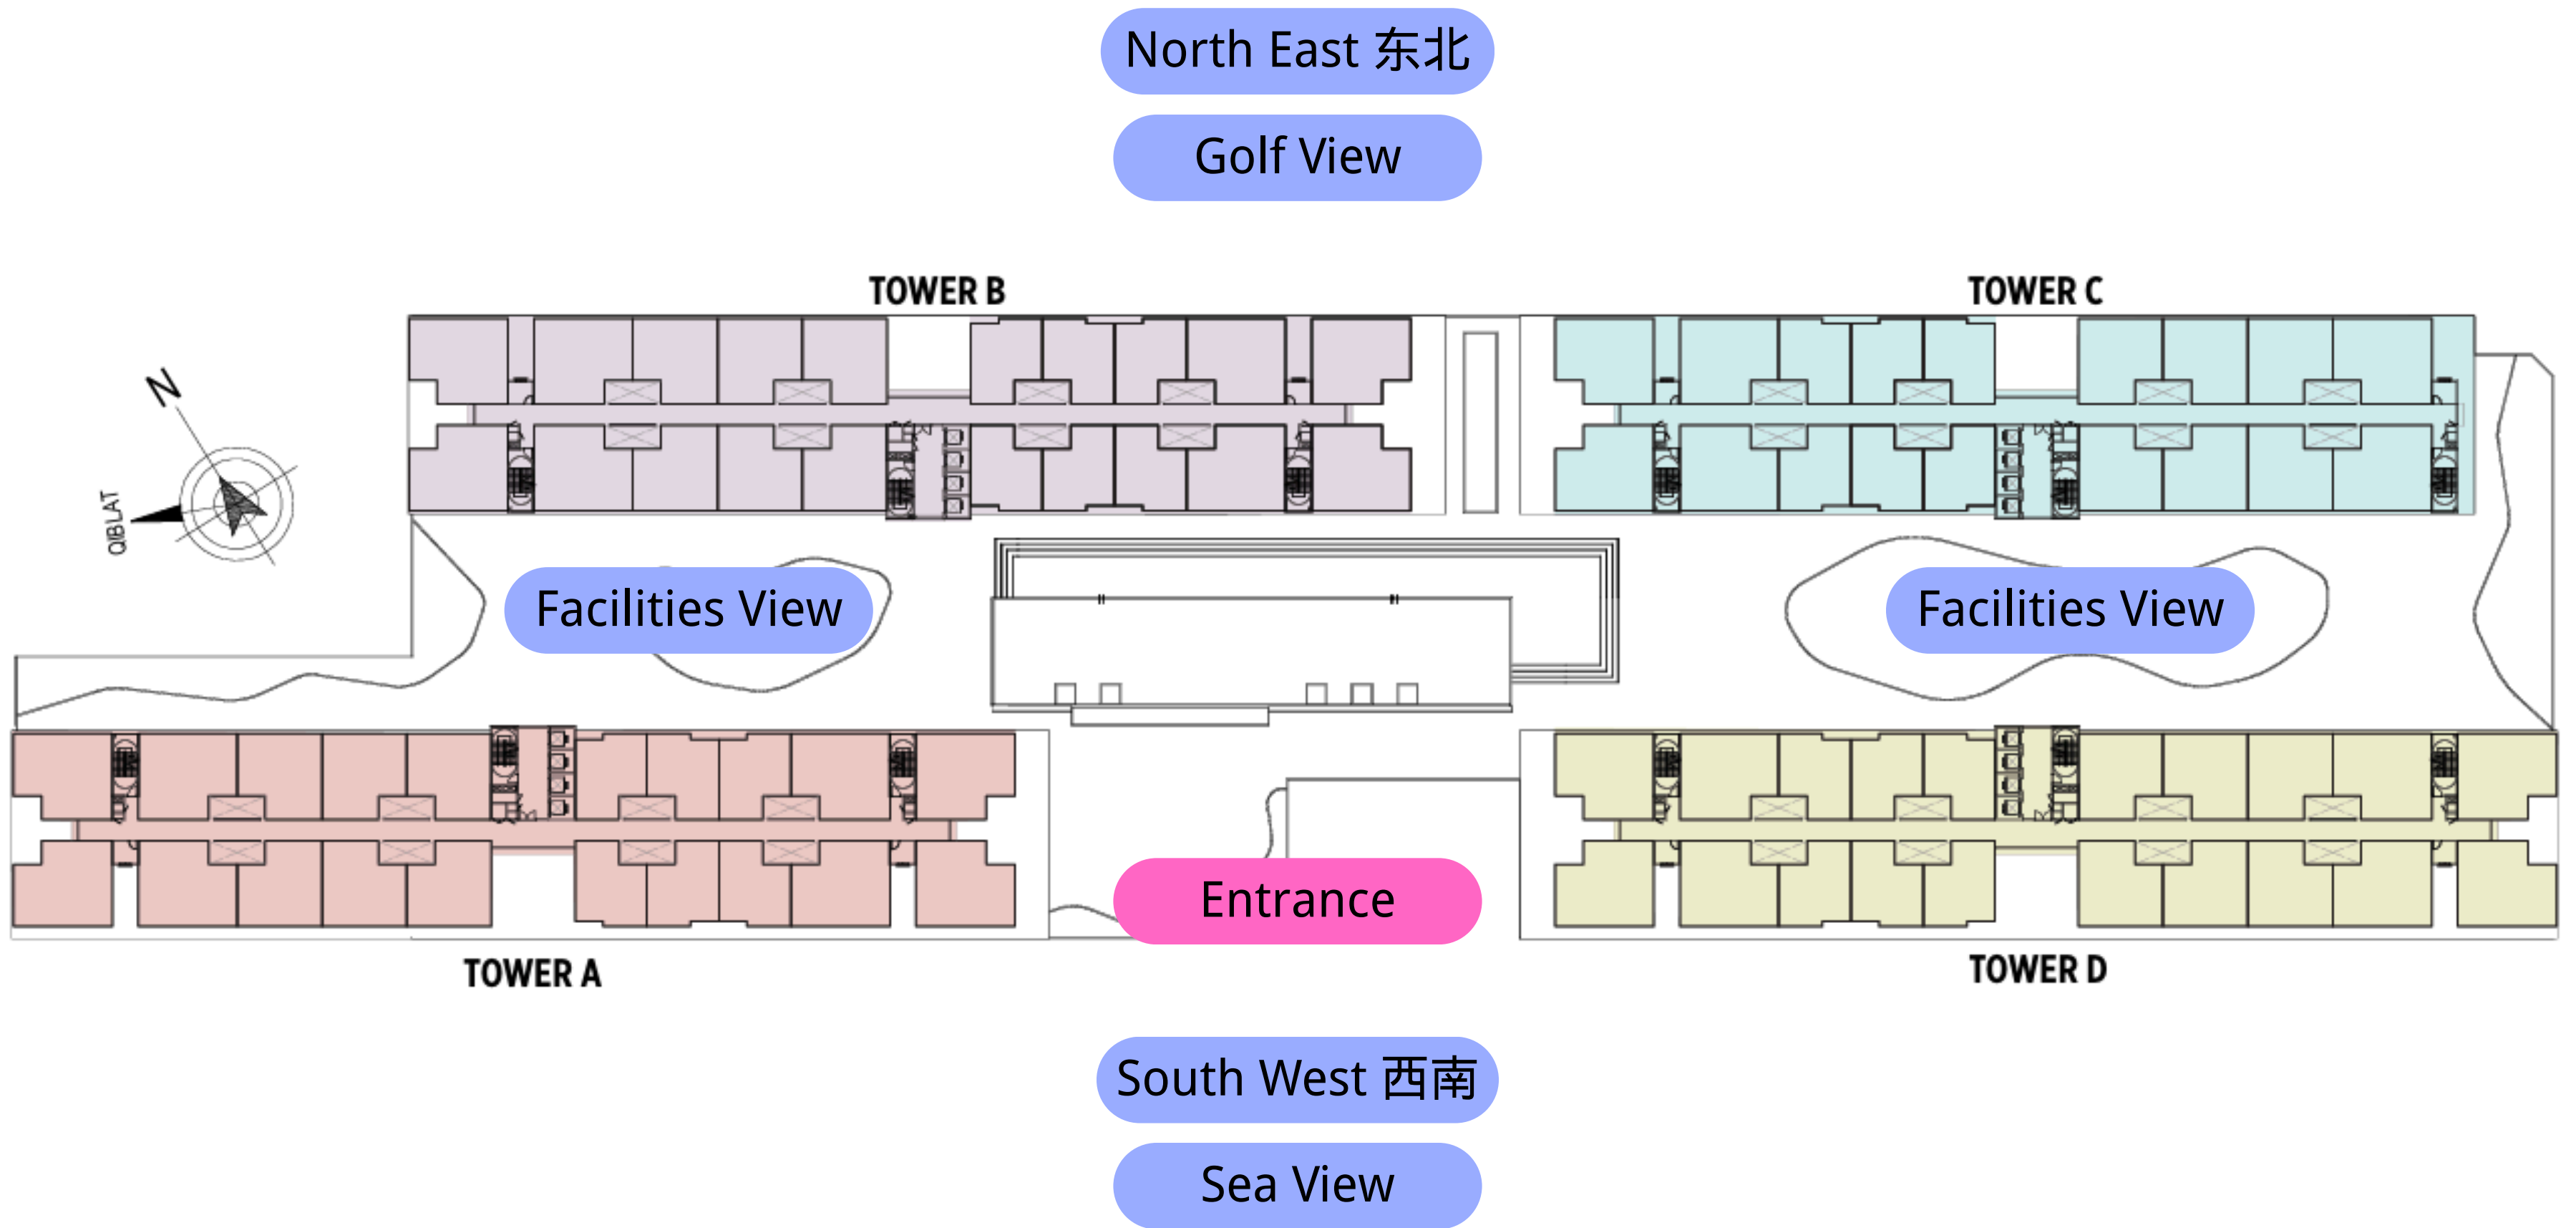 North East 东北
Golf View
TOWER B
TOWER C
N
QIBLAT
Facilities View
Facilities View
Entrance
TOWER A
TOWER D
South West 西南
Sea View